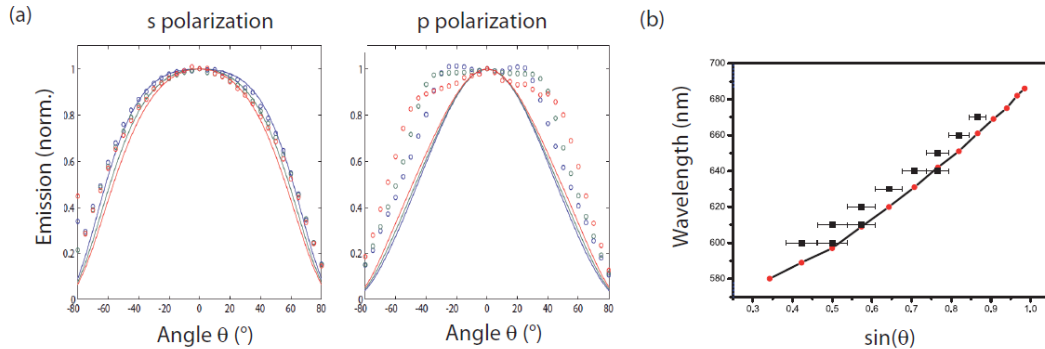 (a)
s polarization
p polarization
(b)
Emission (norm.)
1
0.8
0.6
0.4
0.2
0
-80 -60 -40 -20 0 20 40 60 80
Angle θ (°)
1
0.8
0.6
0.4
0.2
0
-80 -60 -40 -20 0 20 40 60 80
Angle θ (°)
Wavelength (nm)
700
680
660
640
620
600
580
0.3 0.4 0.5 0.6 0.7 0.8 0.9 1.0
sin(θ)